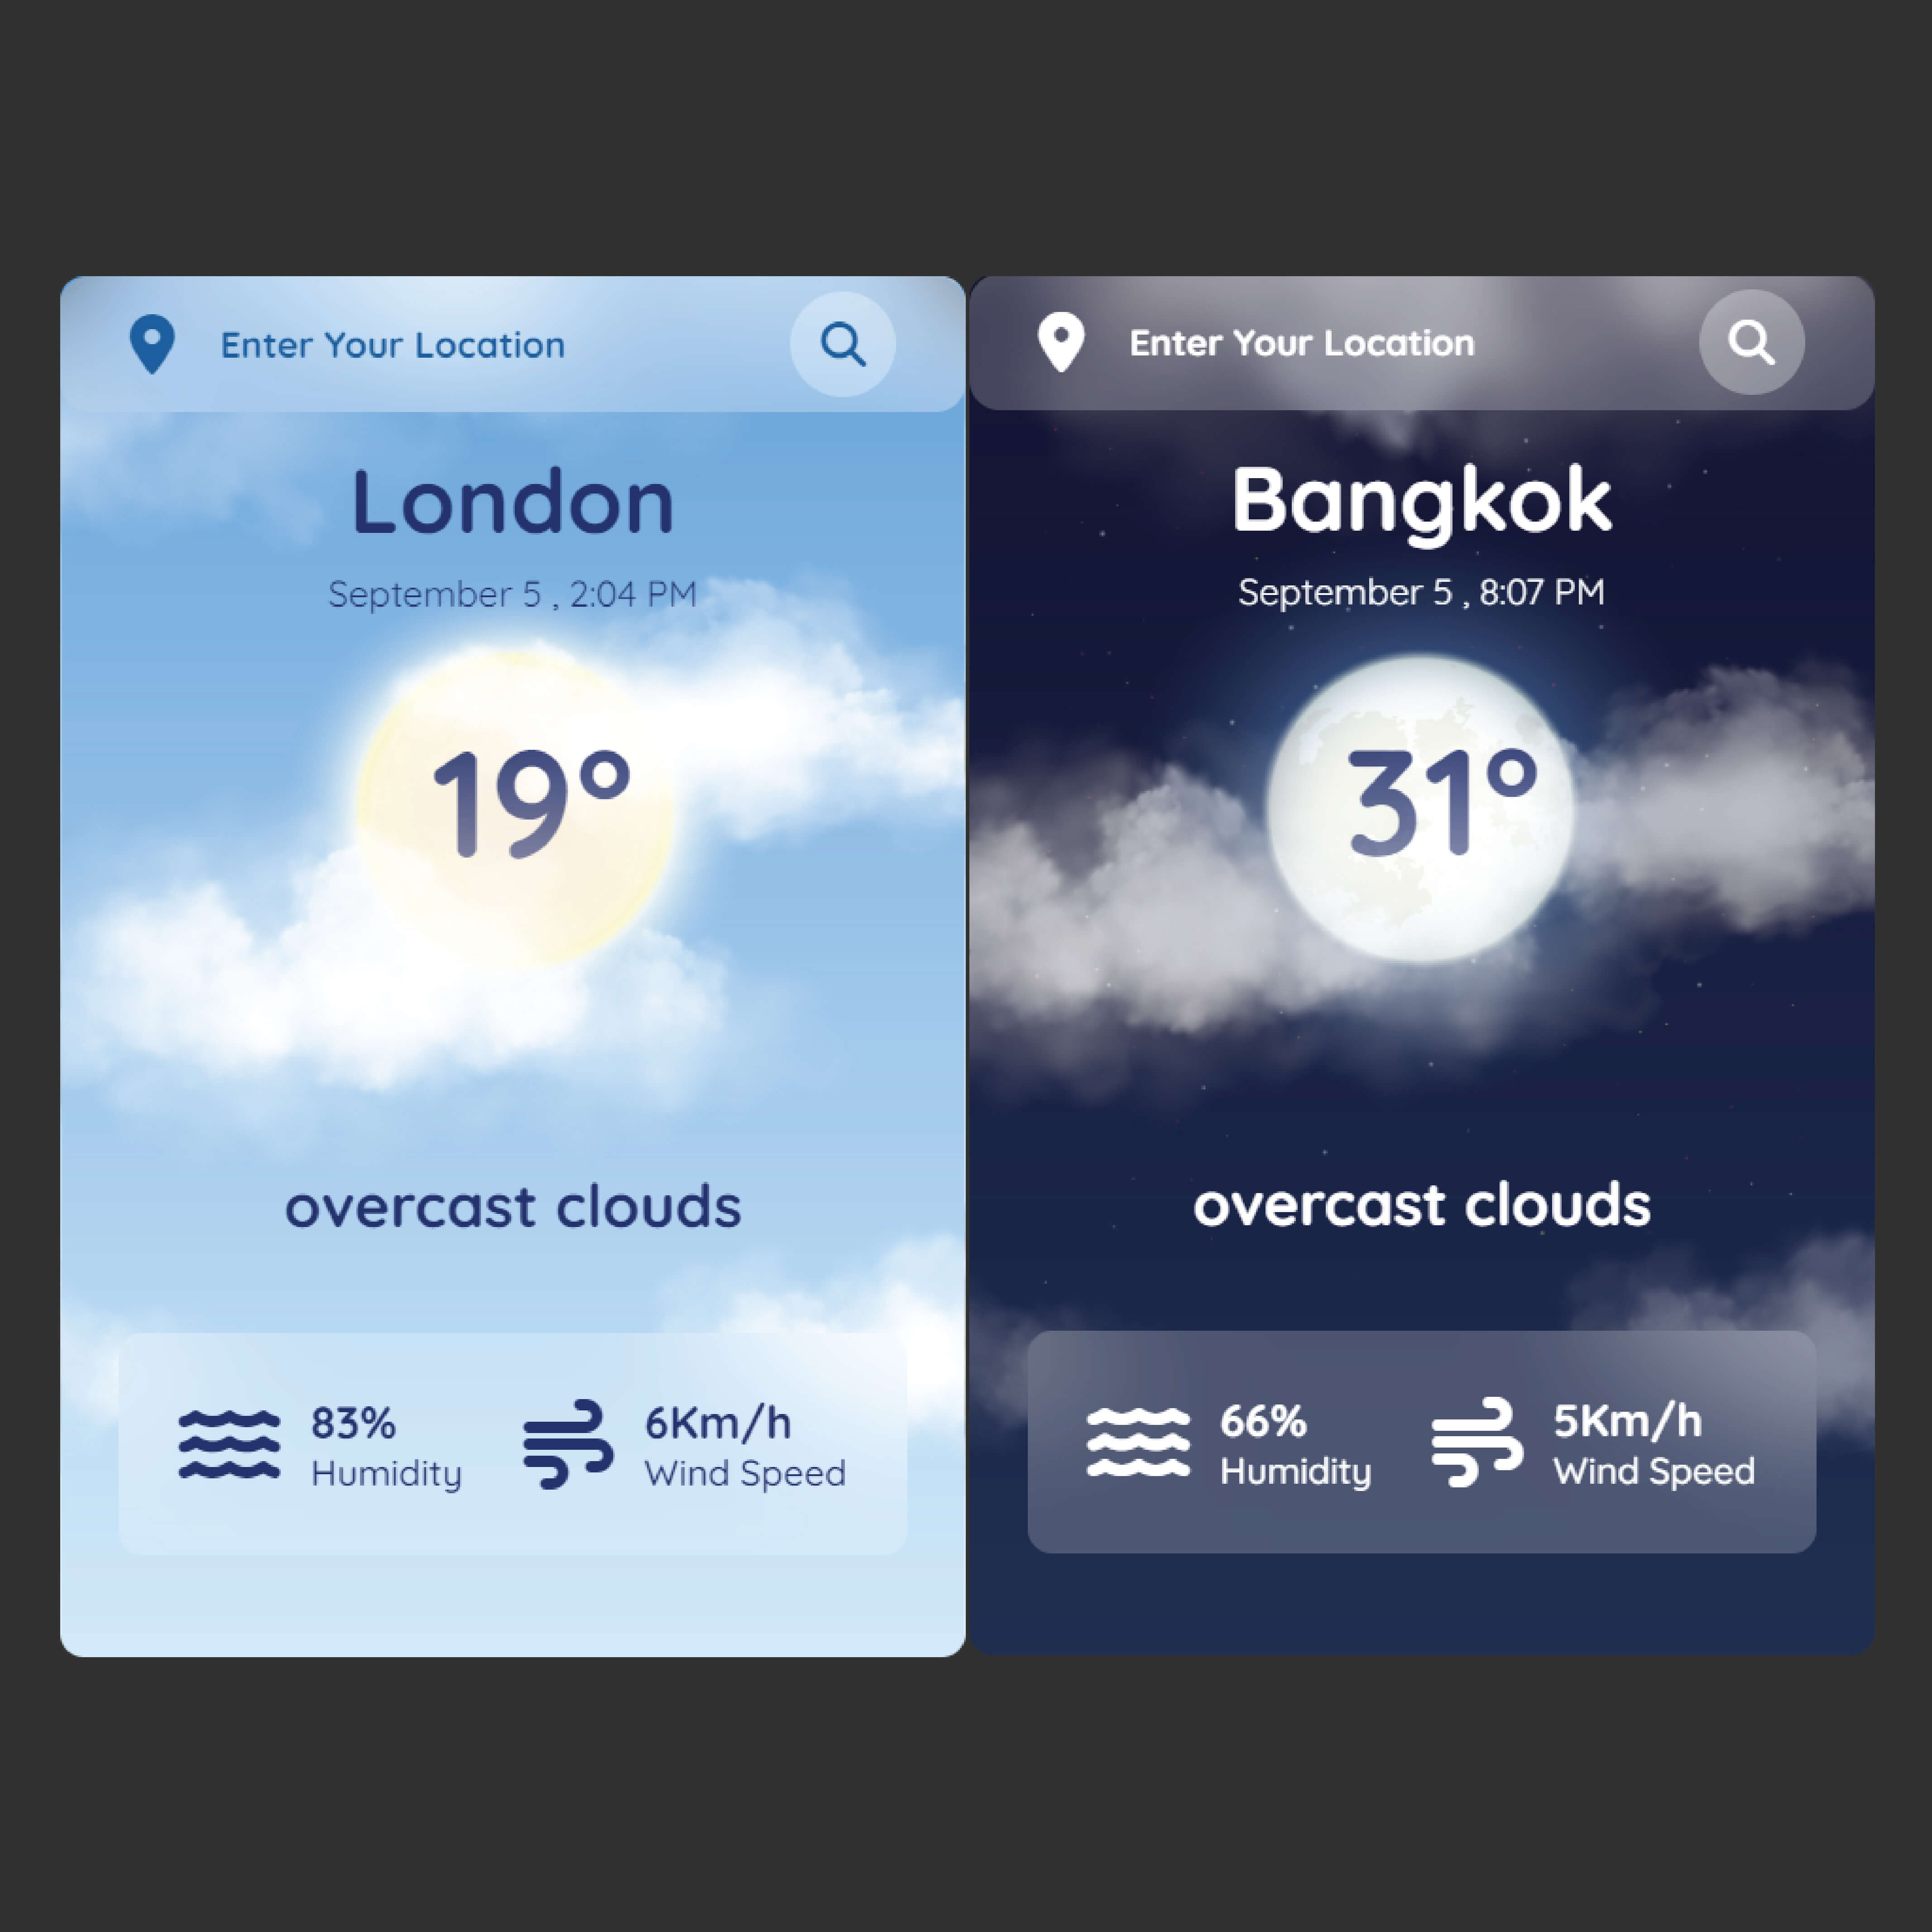 Enter Your Location
London
September 5 , 2:04 PM
19°
overcast clouds
83%
Humidity
6Km/h
Wind Speed
Enter Your Location
Bangkok
September 5 , 8:07 PM
31°
overcast clouds
66%
Humidity
5Km/h
Wind Speed